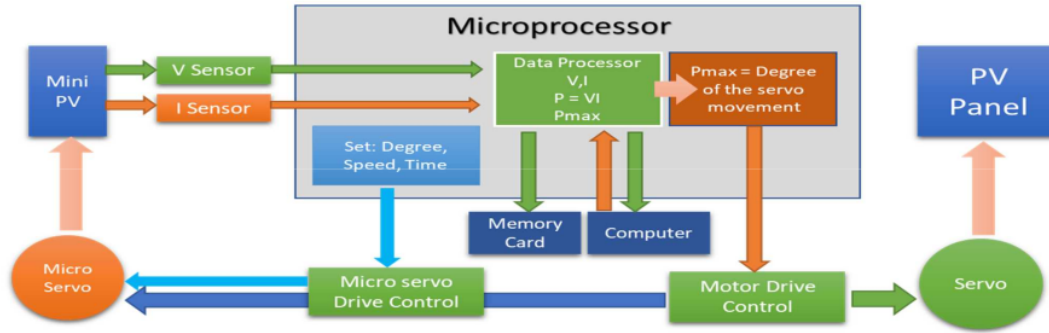 Microprocessor
Mini
PV
V Sensor
I Sensor
Data Processor
V,I
P = VI
Pmax
Pmax = Degree
of the servo
movement
PV
Panel
Set: Degree,
Speed, Time
Memory
Card
Computer
Micro
Servo
Micro servo
Drive Control
Motor Drive
Control
Servo